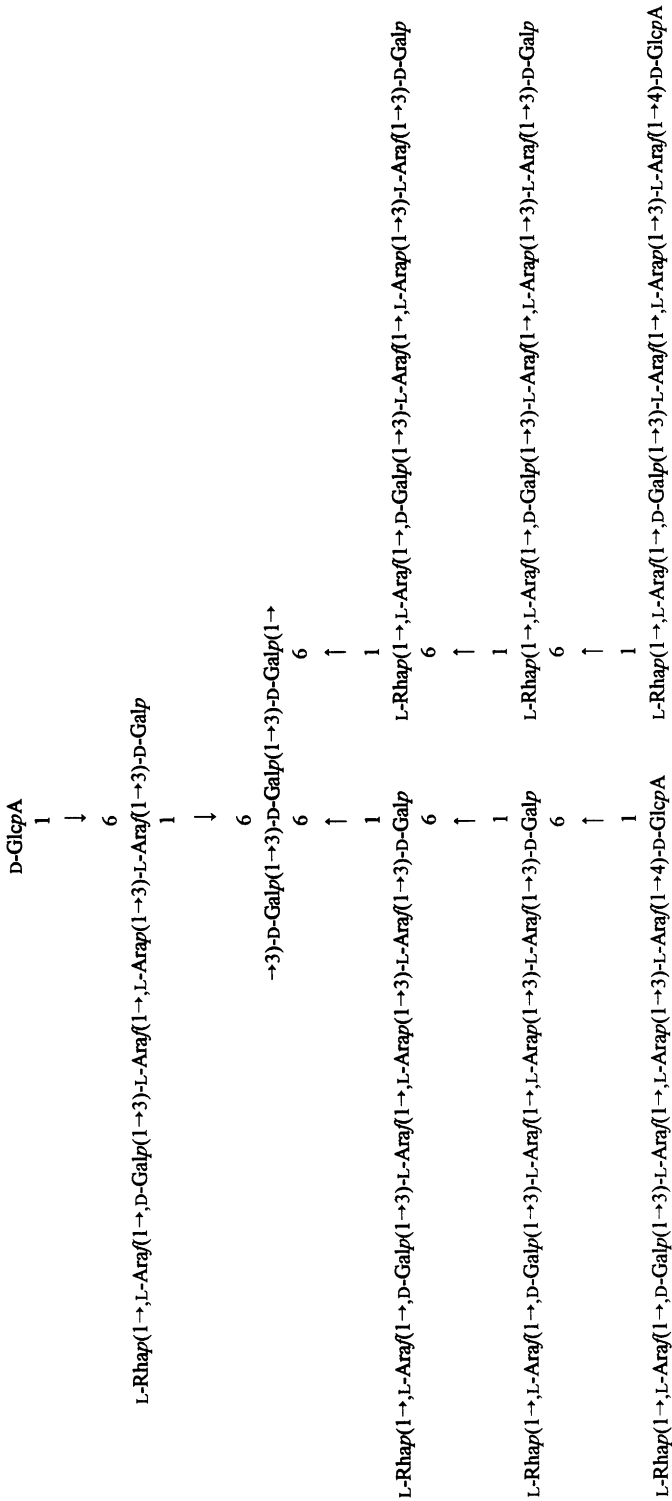 D-GlcpA
1
↓
6
L-Rhap(1→,L-Araf(1→,D-Galp(1→3)-L-Araf(1→,L-Arap(1→3)-L-Araf(1→3)-D-Galp
1
↓
6
→3)-D-Galp(1→3)-D-Galp(1→3)-D-Galp(1→
6 6
↑ ↑
1 1
L-Rhap(1→,L-Araf(1→,D-Galp(1→3)-L-Araf(1→,L-Arap(1→3)-L-Araf(1→3)-D-Galp L-Rhap(1→,L-Araf(1→,D-Galp(1→3)-L-Araf(1→,L-Arap(1→3)-L-Araf(1→3)-D-Galp
6 6
↑ ↑
1 1
L-Rhap(1→,L-Araf(1→,D-Galp(1→3)-L-Araf(1→,L-Arap(1→3)-L-Araf(1→3)-D-Galp L-Rhap(1→,L-Araf(1→,D-Galp(1→3)-L-Araf(1→,L-Arap(1→3)-L-Araf(1→3)-D-Galp
6 6
↑ ↑
1 1
L-Rhap(1→,L-Araf(1→,D-Galp(1→3)-L-Araf(1→,L-Arap(1→3)-L-Araf(1→4)-D-GlcpA L-Rhap(1→,L-Araf(1→,D-Galp(1→3)-L-Araf(1→,L-Arap(1→3)-L-Araf(1→4)-D-GlcpA